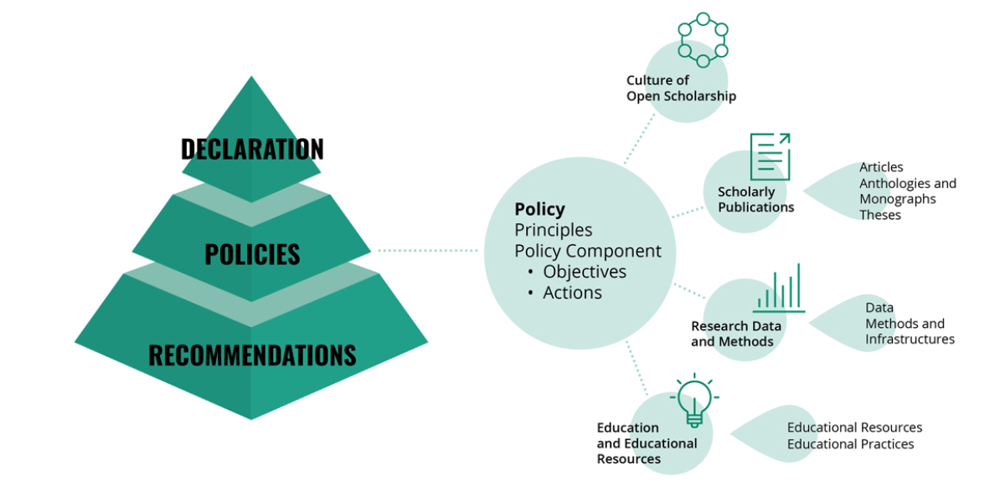 DECLARATION
POLICIES
RECOMMENDATIONS
Policy
Principles
Policy Component
• Objectives
• Actions
Culture of
Open Scholarship
Scholarly
Publications
Articles
Anthologies and
Monographs
Theses
Research Data
and Methods
Data
Methods and
Infrastructures
Education
and Educational
Resources
Educational Resources
Educational Practices